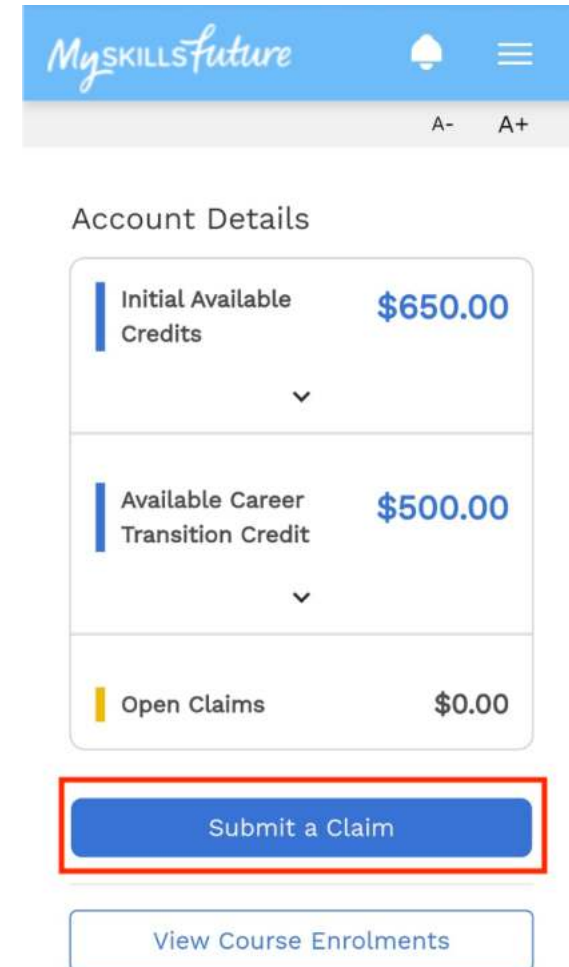 MySKILLSfuture
A- A+
Account Details
Initial Available
Credits
$650.00
Available Career
Transition Credit
$500.00
Open Claims $0.00
Submit a Claim
View Course Enrolments